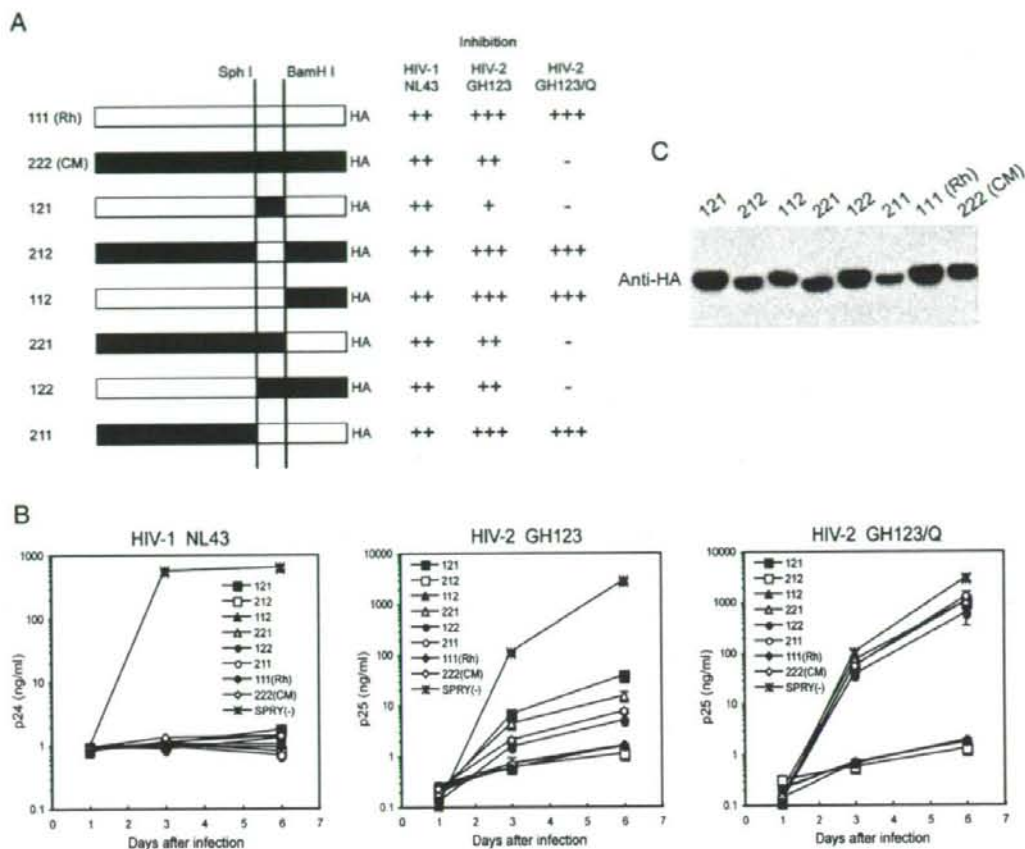 A
Inhibition
Sph I BamH I HIV-1 NL43 HIV-2 GH123 HIV-2 GH123/Q
111 (Rh) HA ++ +++ +++
222 (CM) HA ++ ++ -
121 HA ++ + -
212 HA ++ +++ +++
112 HA ++ +++ +++
221 HA ++ ++ -
122 HA ++ ++ -
211 HA ++ +++ +++
C
121 212 112 221 122 211 111 (Rh) 222 (CM)
Anti-HA
B
HIV-1 NL43
p24 (ng/ml)
1000
100
10
1
0.1
121
212
112
221
122
211
111(Rh)
222(CM)
SPRY(-)
0 1 2 3 4 5 6 7
Days after infection
HIV-2 GH123
p25 (ng/ml)
10000
1000
100
10
1
0.1
121
212
112
221
122
211
111(Rh)
222(CM)
SPRY(-)
0 1 2 3 4 5 6 7
Days after infection
HIV-2 GH123/Q
p25 (ng/ml)
10000
1000
100
10
1
0.1
121
212
112
221
122
211
111(Rh)
222(CM)
SPRY(-)
0 1 2 3 4 5 6 7
Days after infection